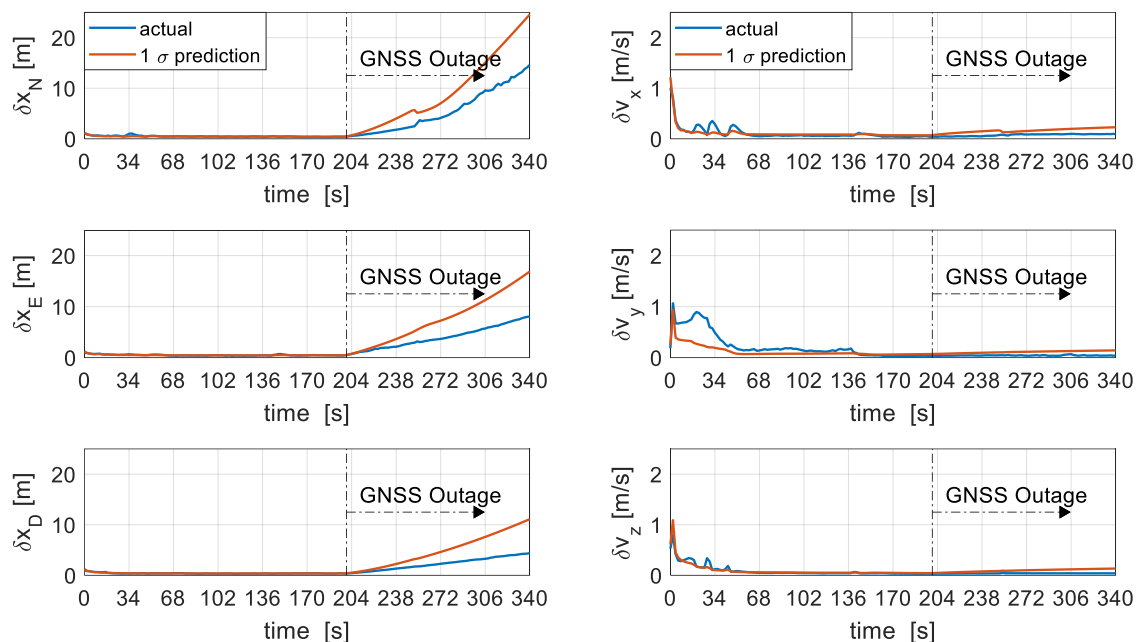 actual
1 σ prediction
GNSS Outage
δx_N [m]
20
10
0
0 34 68 102 136 170 204 238 272 306 340
time [s]
actual
1 σ prediction
GNSS Outage
δv_x [m/s]
2
1
0
0 34 68 102 136 170 204 238 272 306 340
time [s]
GNSS Outage
δx_E [m]
20
10
0
0 34 68 102 136 170 204 238 272 306 340
time [s]
GNSS Outage
δv_y [m/s]
2
1
0
0 34 68 102 136 170 204 238 272 306 340
time [s]
GNSS Outage
δx_D [m]
20
10
0
0 34 68 102 136 170 204 238 272 306 340
time [s]
GNSS Outage
δv_z [m/s]
2
1
0
0 34 68 102 136 170 204 238 272 306 340
time [s]